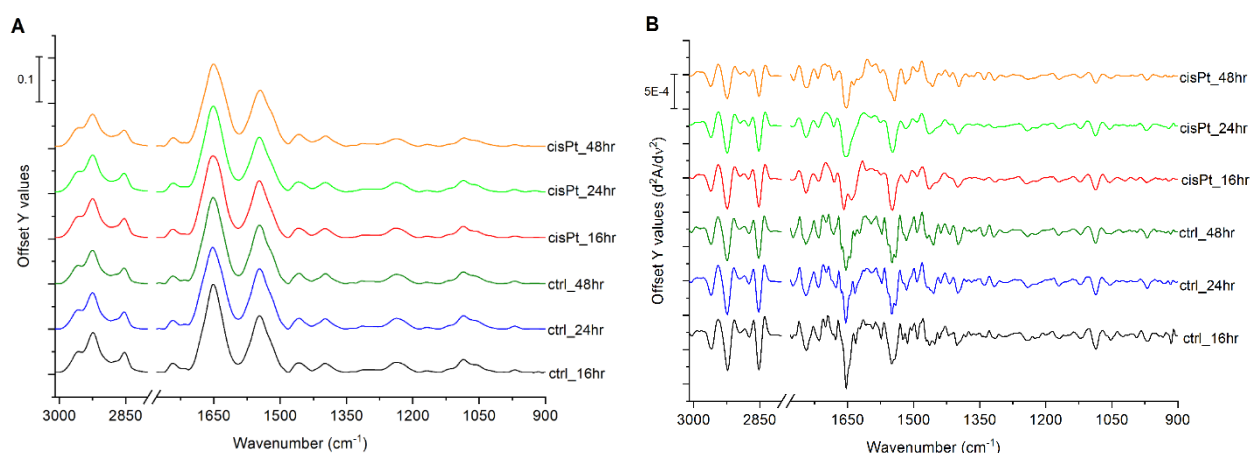 A
0.1
Offset Y values
cisPt_48hr
cisPt_24hr
cisPt_16hr
ctrl_48hr
ctrl_24hr
ctrl_16hr
3000 2850 1650 1500 1350 1200 1050 900
Wavenumber (cm⁻¹)
B
5E-4
Offset Y values (d²A/dν²)
cisPt_48hr
cisPt_24hr
cisPt_16hr
ctrl_48hr
ctrl_24hr
ctrl_16hr
3000 2850 1650 1500 1350 1200 1050 900
Wavenumber (cm⁻¹)